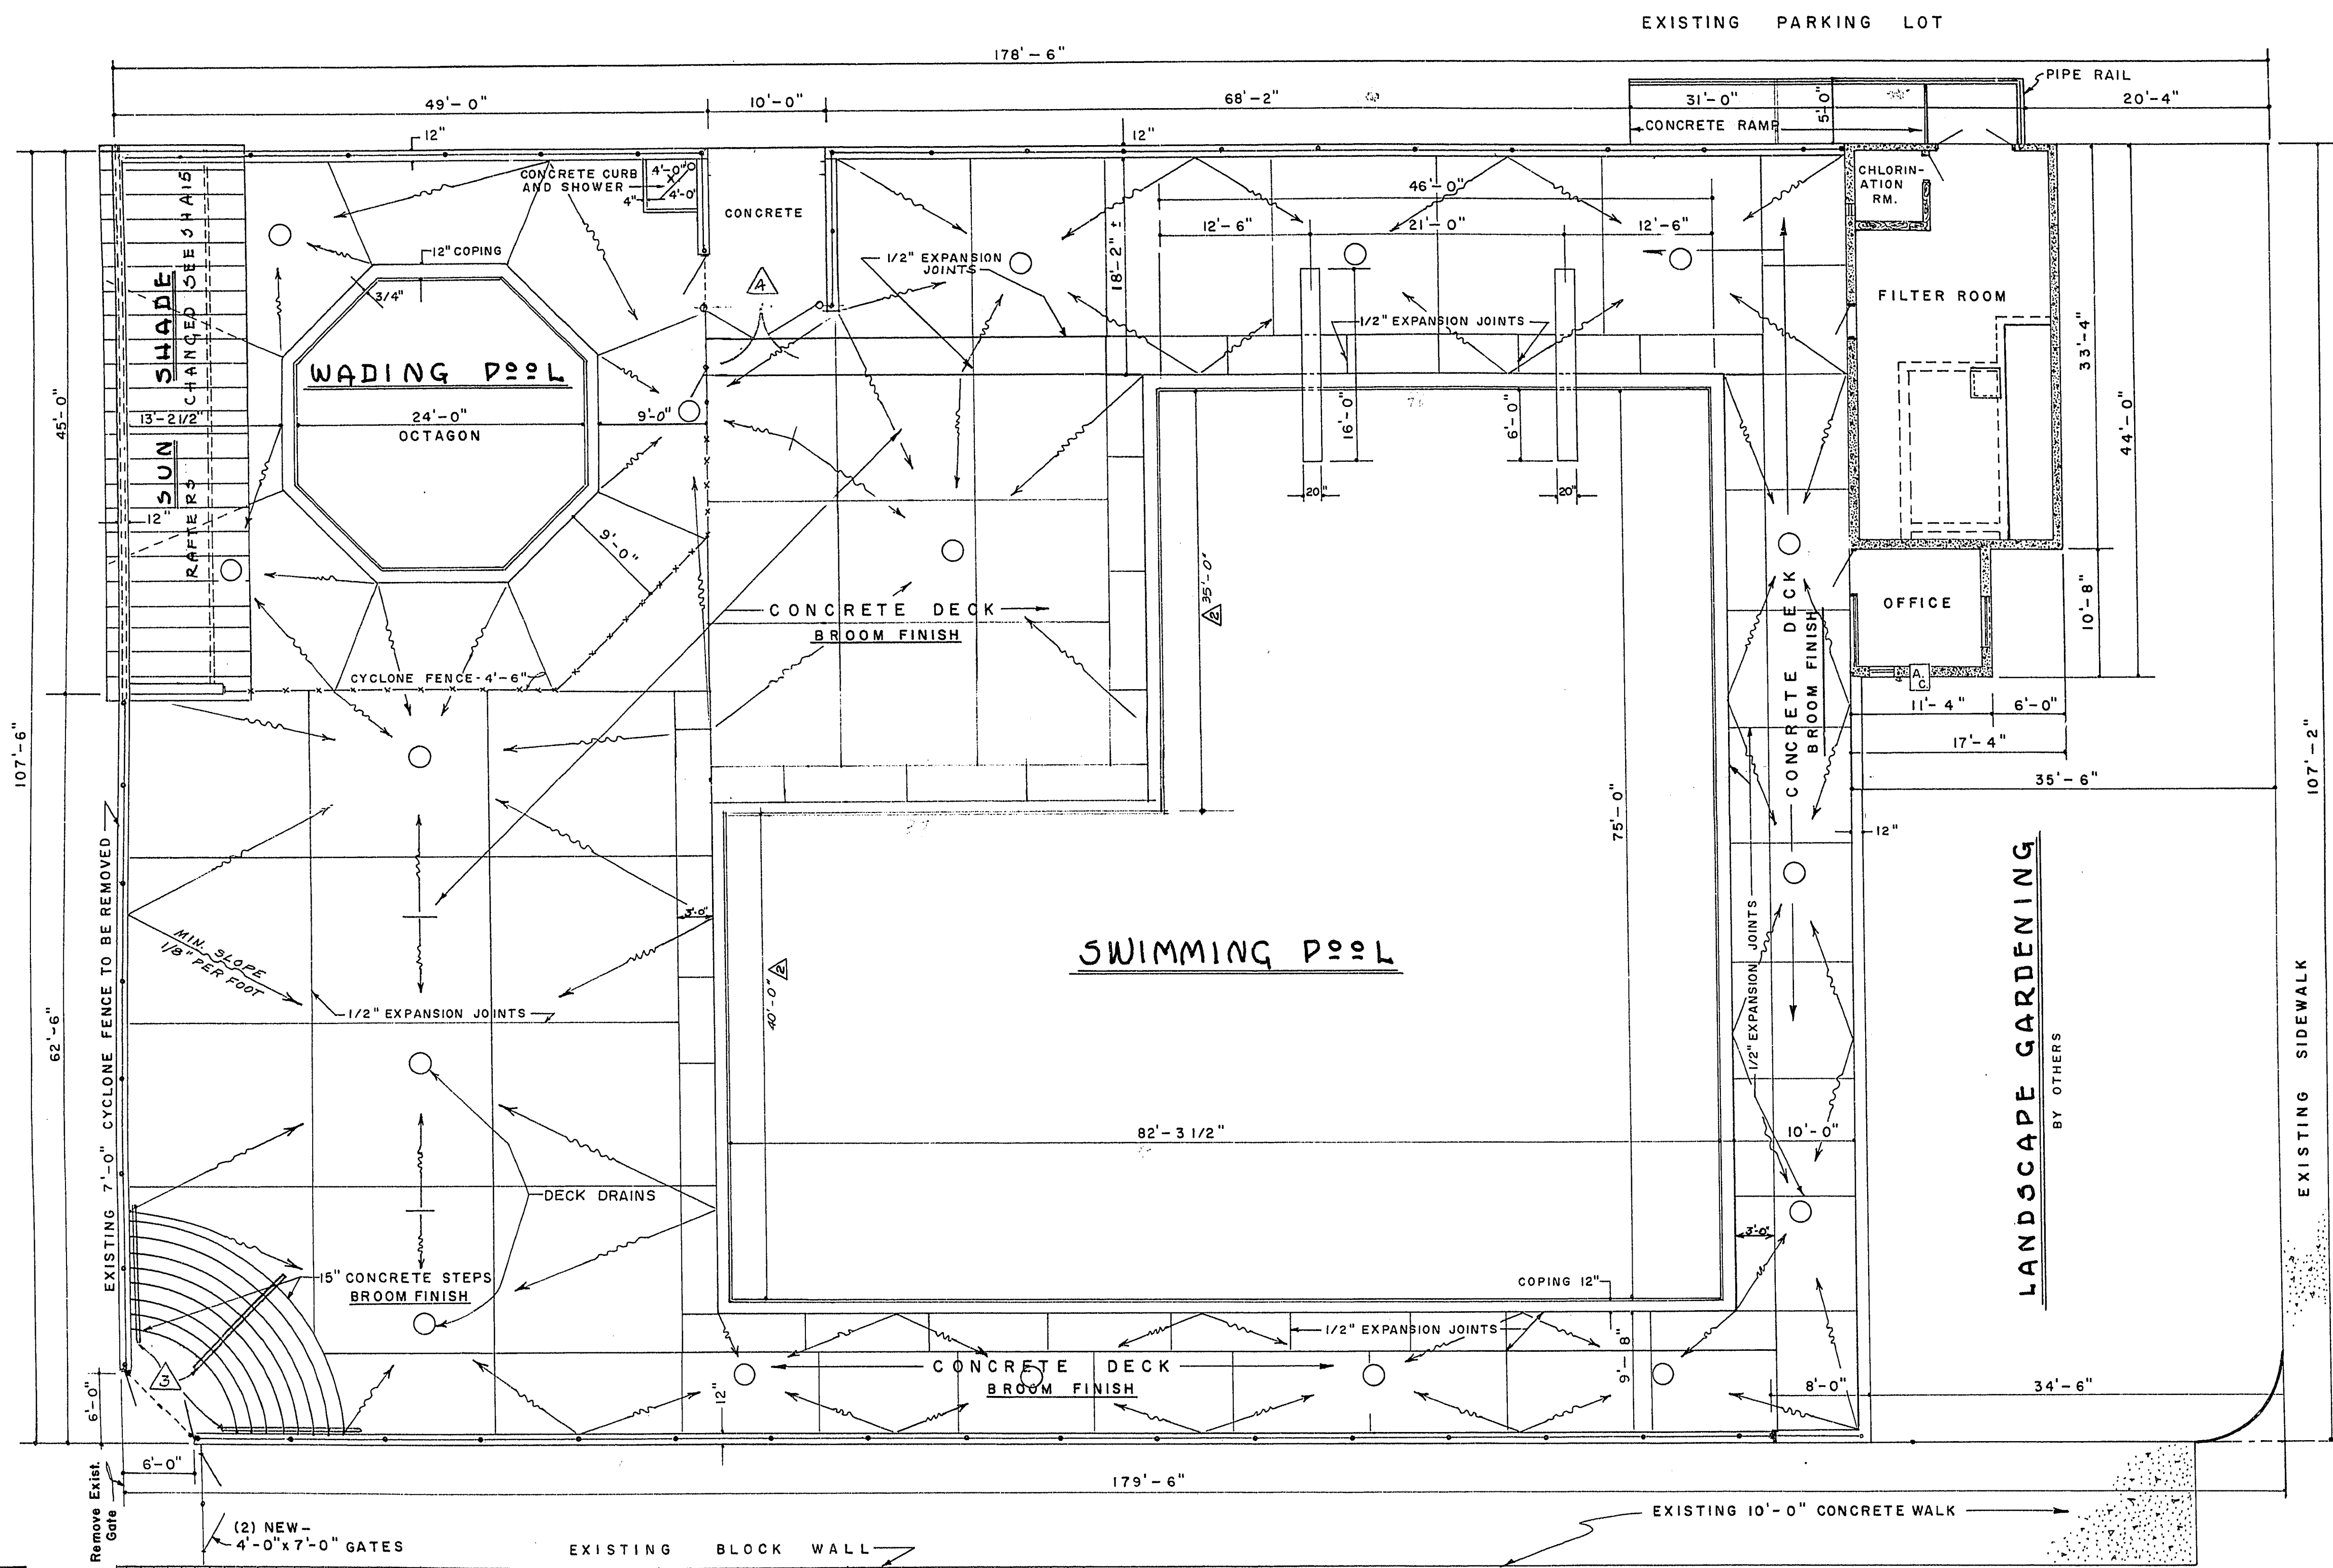 EXISTING PARKING LOT
178'-6"
PIPE RAIL
49'-0"
10'-0"
68'-2"
31'-0"
5'-0"
20'-4"
CONCRETE RAMP
12"
12"
CONCRETE CURB
AND SHOWER
4'-0"
4'-0"
4"
CONCRETE
46'-0"
CHLORIN-
ATION
RM.
12'-6"
21'-0"
12'-6"
18'-2" ±
12" COPING
3/4"
A
1/2" EXPANSION
JOINTS
1/2" EXPANSION JOINTS
FILTER ROOM
33'-4"
44'-0"
SUN SHADE
RAFTERS CHANGED SEE SHA15
WADING POOL
13'-2 1/2"
24'-0"
OCTAGON
9'-0"
45'-0"
16'-0"
6'-0"
12"
20"
20"
9'-0"
35'-0"
2
CONCRETE DECK
BROOM FINISH
CONCRETE DECK
BROOM FINISH
OFFICE
10'-8"
A.
C.
CYCLONE FENCE-4'-6"
11'-4"
6'-0"
17'-4"
107'-6"
107'-2"
35'-6"
75'-0"
12"
EXISTING 7'-0" CYCLONE FENCE TO BE REMOVED
3'-0"
MIN. SLOPE
1/8" PER FOOT
40'-0"
2
SWIMMING POOL
1/2" EXPANSION JOINTS
1/2" EXPANSION JOINTS
LANDSCAPE GARDENING
BY OTHERS
EXISTING SIDEWALK
62'-6"
82'-3 1/2"
10'-0"
DECK DRAINS
3'-0"
15" CONCRETE STEPS
BROOM FINISH
COPING 12"
1/2" EXPANSION JOINTS
9'-8"
CONCRETE DECK
BROOM FINISH
3
12"
8'-0"
34'-6"
6'-0"
6'-0"
179'-6"
Remove Exist.
Gate
(2) NEW-
4'-0" x 7'-0" GATES
EXISTING BLOCK WALL
EXISTING 10'-0" CONCRETE WALK